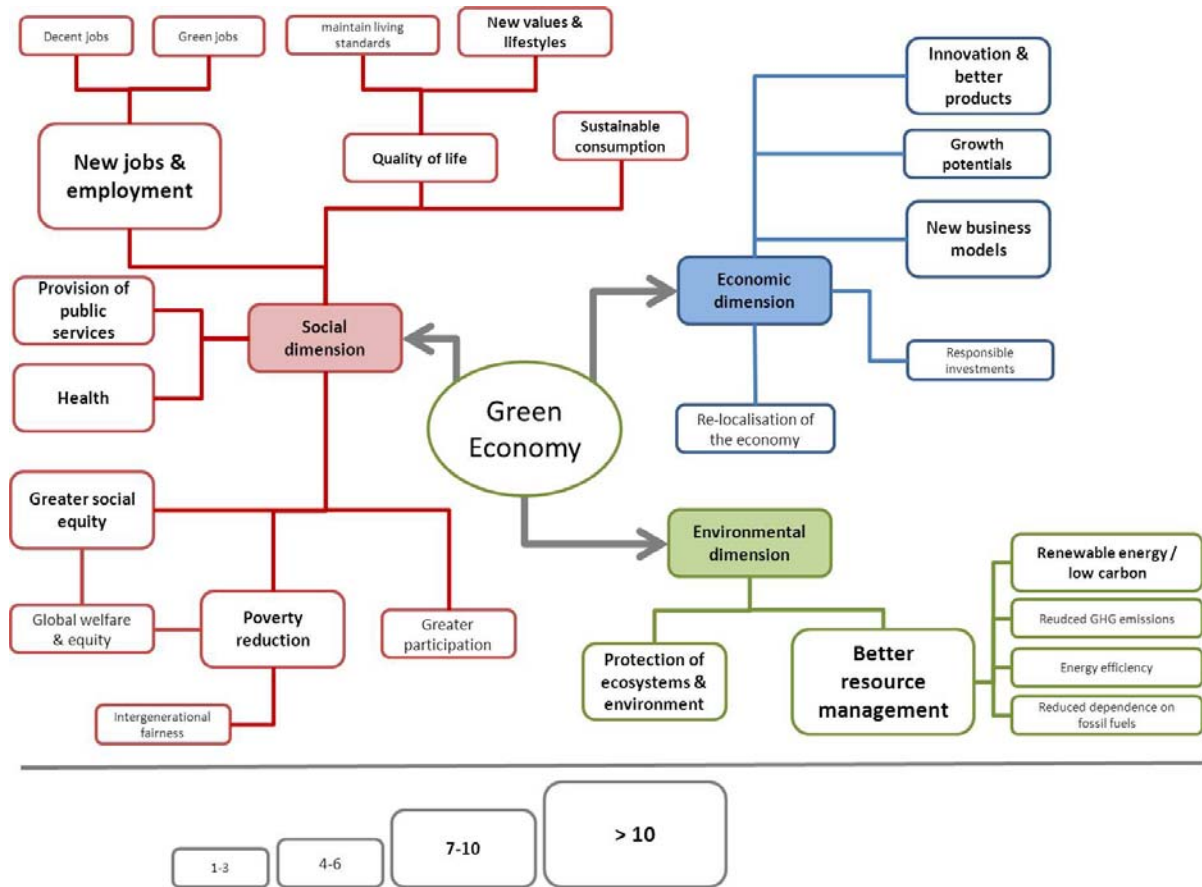 Decent jobs
Green jobs
maintain living
standards
New values &
lifestyles
New jobs &
employment
Quality of life
Sustainable
consumption
Provision of
public
services
Health
Social
dimension
Greater social
equity
Global welfare
& equity
Poverty
reduction
Greater
participation
Intergenerational
fairness
Green
Economy
Innovation &
better
products
Growth
potentials
New business
models
Economic
dimension
Responsible
investments
Re-localisation of
the economy
Environmental
dimension
Protection of
ecosystems &
environment
Better
resource
management
Renewable energy /
low carbon
Reudced GHG emissions
Energy efficiency
Reduced dependence on
fossil fuels
1-3
4-6
7-10
> 10